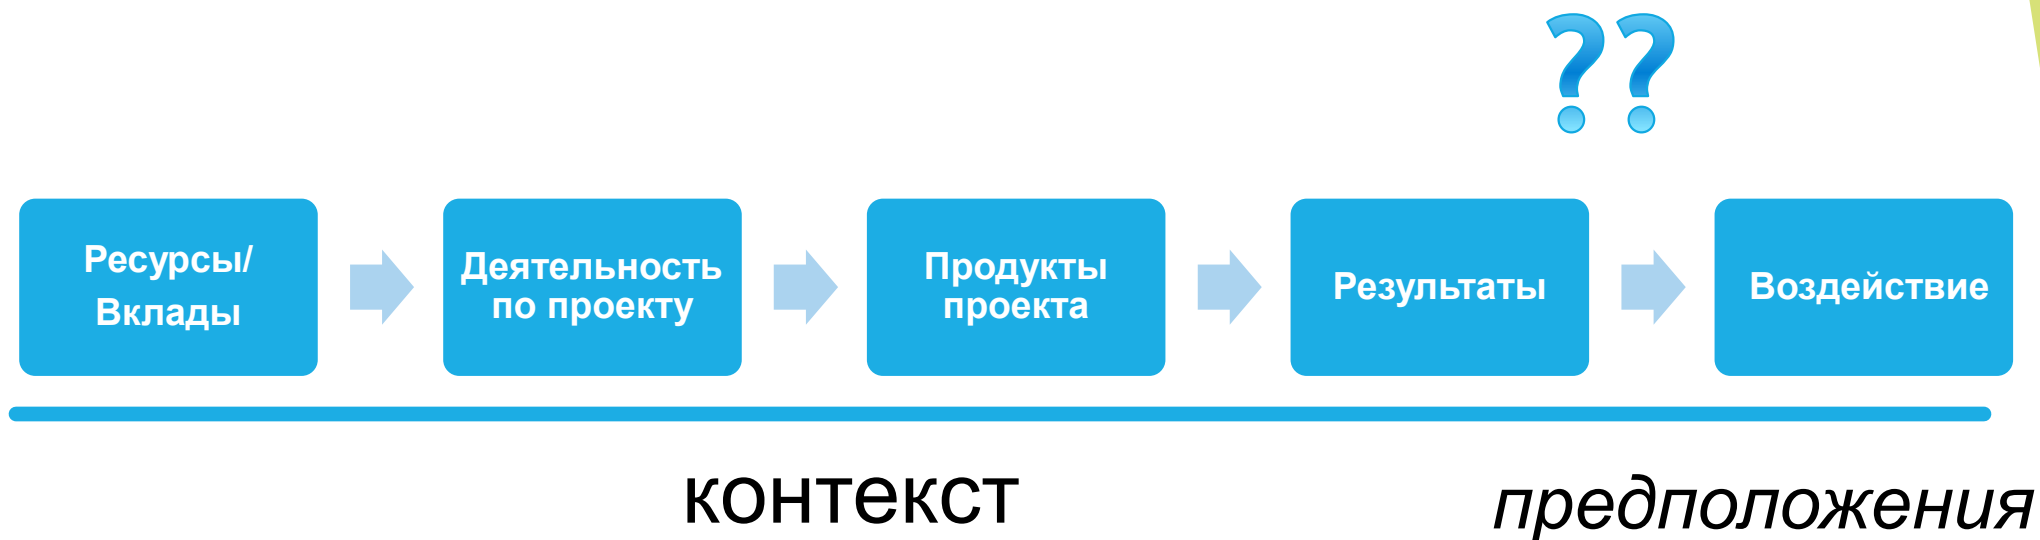 ??
Ресурсы/
Вклады
Деятельность
по проекту
Продукты
проекта
Результаты
Воздействие
контекст
предположения